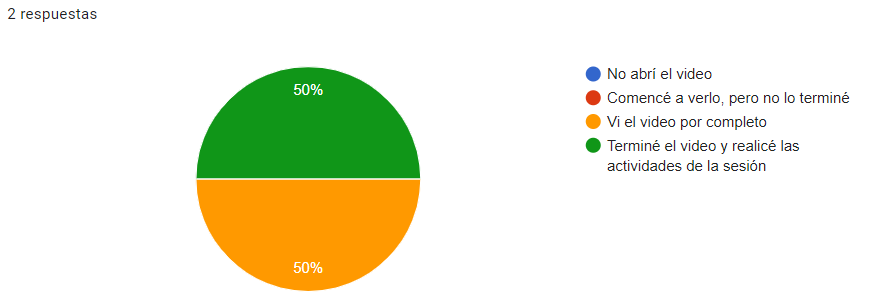 2 respuestas
50%
50%
No abrí el video
Comencé a verlo, pero no lo terminé
Vi el video por completo
Terminé el video y realicé las
actividades de la sesión